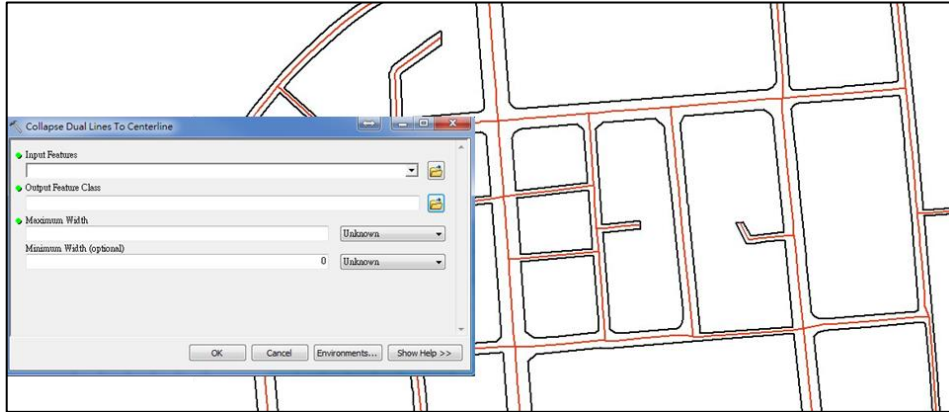 Collapse Dual Lines To Centerline
Input Features
Output Feature Class
Maximum Width
Unknown
Minimum Width (optional)
0 Unknown
OK Cancel Environments... Show Help >>